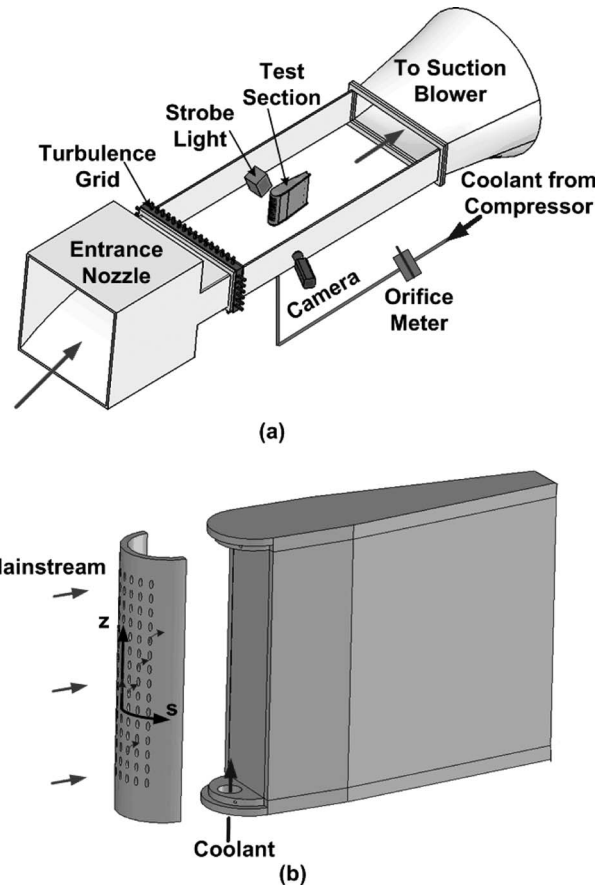 Test
Section
To Suction
Blower
Strobe
Light
Turbulence
Grid
Coolant from
Compressor
Entrance
Nozzle
Camera
Orifice
Meter
(a)
lainstream
z
s
Coolant
(b)